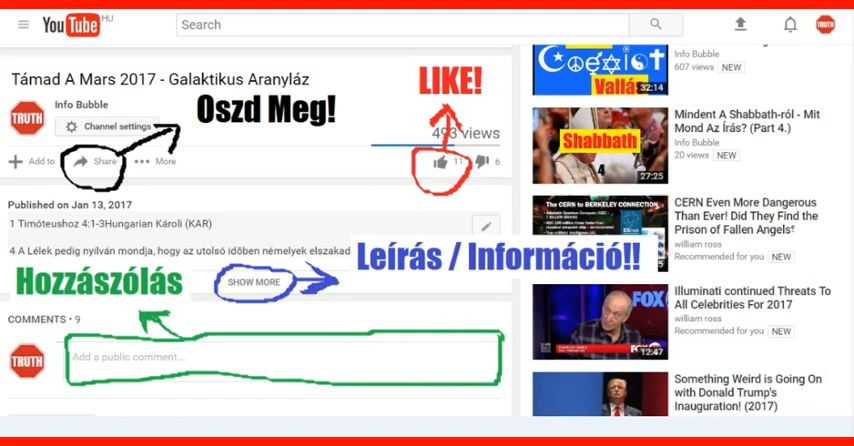 YouTube HU
Search
Támad A Mars 2017 - Galaktikus Aranyláz
TRUTH
Info Bubble
Channel settings
Oszd Meg!
LIKE!
493 views
Add to
Share
More
11
6
Published on Jan 13, 2017
1 Timóteushoz 4:1-3Hungarian Károli (KAR)
4 A Lélek pedig nyilván mondja, hogy az utolsó időben némelyek elszakad
Leírás / Információ!!
Hozzászólás
SHOW MORE
COMMENTS • 9
TRUTH
Add a public comment...
TRUTH
Vallás
32:14
Info Bubble
607 views NEW
Shabbath
4
27:25
Mindent A Shabbath-ról - Mit
Mond Az Írás? (Part 4.)
Info Bubble
20 views NEW
The CERN to BERKELEY CONNECTION
CERN Even More Dangerous
Than Ever! Did They Find the
Prison of Fallen Angels‽
william ross
Recommended for you NEW
FOX
12:47
Illuminati continued Threats To
All Celebrities For 2017
william ross
Recommended for you NEW
Something Weird is Going On
with Donald Trump's
Inauguration! (2017)